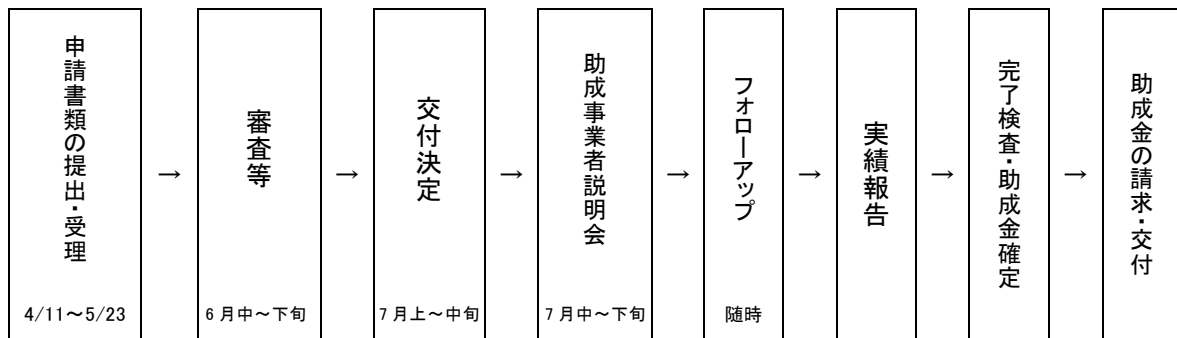 申請書類の提出・受理
4/11～5/23
→
審査等
6月中～下旬
→
交付決定
7月上～中旬
→
助成事業者説明会
7月中～下旬
→
フォローアップ
随時
→
実績報告
→
完了検査・助成金確定
→
助成金の請求・交付